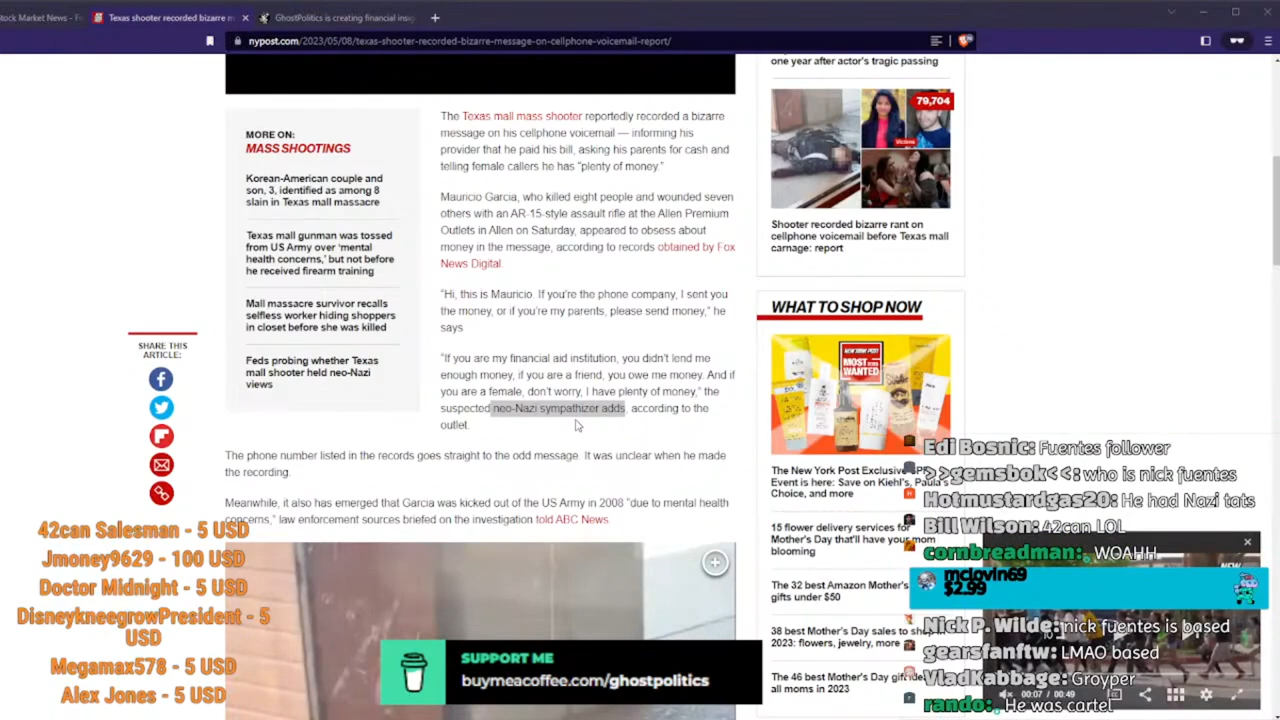 Stock Market News - Fi
Texas shooter recorded bizarre m
GhostPolitics is creating financial insig
nypost.com/2023/05/08/texas-shooter-recorded-bizarre-message-on-cellphone-voicemail-report/
MORE ON:
MASS SHOOTINGS
Korean-American couple and
son, 3, identified as among 8
slain in Texas mall massacre
Texas mall gunman was tossed
from US Army over 'mental
health concerns,' but not before
he received firearm training
Mall massacre survivor recalls
selfless worker hiding shoppers
in closet before she was killed
Feds probing whether Texas
mall shooter held neo-Nazi
views
SHARE THIS
ARTICLE:
The Texas mall mass shooter reportedly recorded a bizarre
message on his cellphone voicemail — informing his
provider that he paid his bill, asking his parents for cash and
telling female callers he has “plenty of money.”
Mauricio Garcia, who killed eight people and wounded seven
others with an AR-15-style assault rifle at the Allen Premium
Outlets in Allen on Saturday, appeared to obsess about
money in the message, according to records obtained by Fox
News Digital.
“Hi, this is Mauricio. If you're the phone company, I sent you
the money, or if you're my parents, please send money,” he
says.
“If you are my financial aid institution, you didn't lend me
enough money, if you are a friend, you owe me money. And if
you are a female, don't worry, I have plenty of money,” the
suspected neo-Nazi sympathizer adds, according to the
outlet.
The phone number listed in the records goes straight to the odd message. It was unclear when he made
the recording.
Meanwhile, it also has emerged that Garcia was kicked out of the US Army in 2008 “due to mental health
concerns,” law enforcement sources briefed on the investigation told ABC News.
one year after actor's tragic passing
79,704
Victims
Shooter recorded bizarre rant on
cellphone voicemail before Texas mall
carnage: report
WHAT TO SHOP NOW
NEW YORK POST
MOST
WANTED
The New York Post Exclusive
Event is here: Save on Kiehl's, Paula's
Choice, and more
15 flower delivery services for
Mother's Day that'll have your mom
blooming
The 32 best Amazon Mother's
gifts under $50
38 best Mother's Day sales to shop in
2023: flowers, jewelry, more
The 46 best Mother's Day gif
all moms in 2023
42can Salesman - 5 USD
Jmoney9629 - 100 USD
Doctor Midnight - 5 USD
DisneykneegrowPresident - 5
USD
Megamax578 - 5 USD
Alex Jones - 5 USD
SUPPORT ME
buymeacoffee.com/ghostpolitics
Edi Bosnic: Fuentes follower
>>gemsbok<<: who is nick fuentes
Hotmustardgas20: He had Nazi tats
Bill Wilson: 42can LOL
cornbreadman: WOAHH
mclovin69
$2.99
Nick P. Wilde: nick fuentes is based
gearsfanftw: LMAO based
VladKabbage: Groyper
rando: He was cartel
00:07 / 00:49